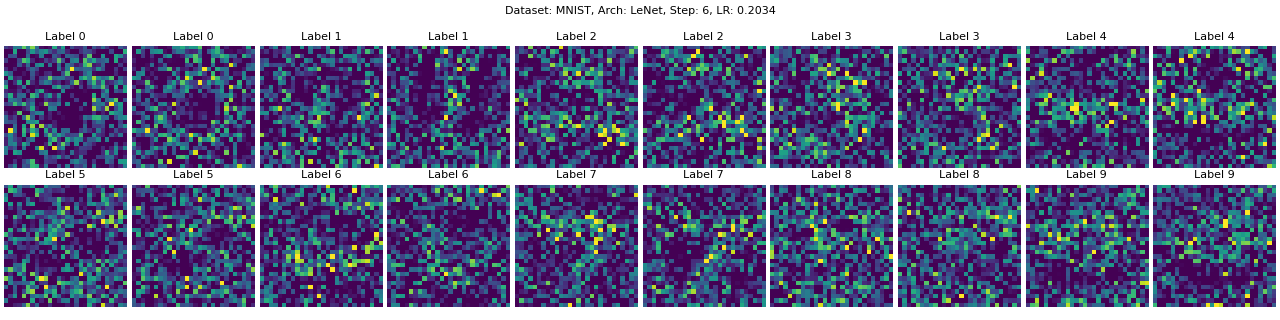 Dataset: MNIST, Arch: LeNet, Step: 6, LR: 0.2034
Label 0 Label 0 Label 1 Label 1 Label 2 Label 2 Label 3 Label 3 Label 4 Label 4
Label 5 Label 5 Label 6 Label 6 Label 7 Label 7 Label 8 Label 8 Label 9 Label 9